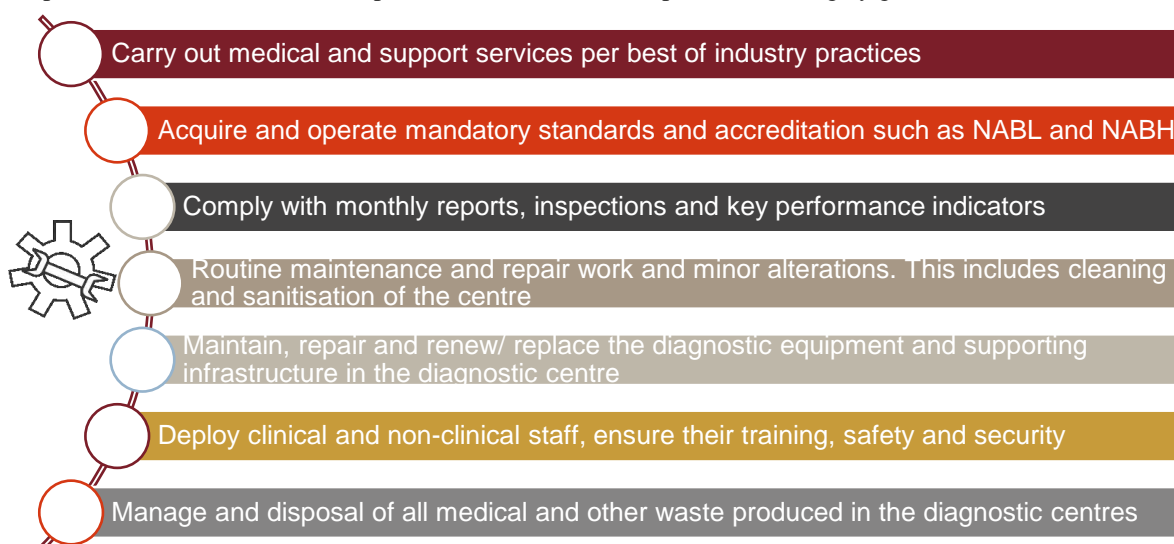 Carry out medical and support services per best of industry practices
Acquire and operate mandatory standards and accreditation such as NABL and NABH
Comply with monthly reports, inspections and key performance indicators
Routine maintenance and repair work and minor alterations. This includes cleaning
and sanitisation of the centre
Maintain, repair and renew/ replace the diagnostic equipment and supporting
infrastructure in the diagnostic centre
Deploy clinical and non-clinical staff, ensure their training, safety and security
Manage and disposal of all medical and other waste produced in the diagnostic centres